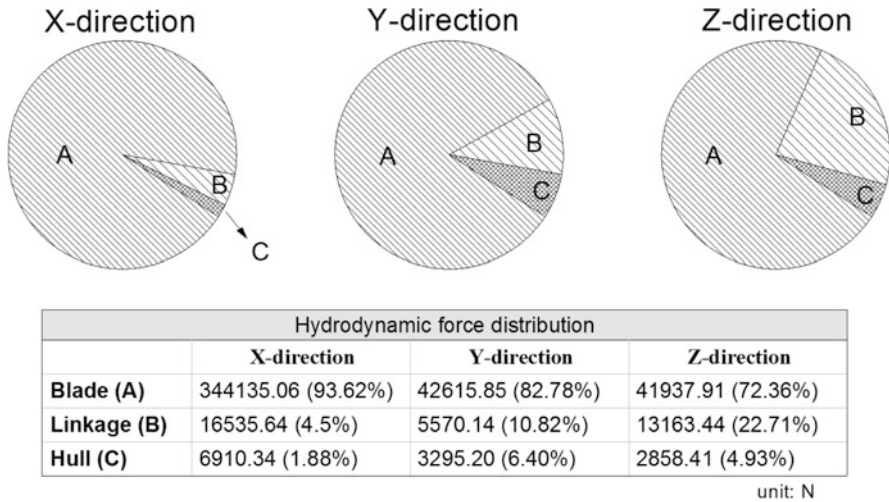 X-direction Y-direction Z-direction
A B C
A B C
A B C
Hydrodynamic force distribution
X-direction Y-direction Z-direction
Blade (A) 344135.06 (93.62%) 42615.85 (82.78%) 41937.91 (72.36%)
Linkage (B) 16535.64 (4.5%) 5570.14 (10.82%) 13163.44 (22.71%)
Hull (C) 6910.34 (1.88%) 3295.20 (6.40%) 2858.41 (4.93%)
unit: N